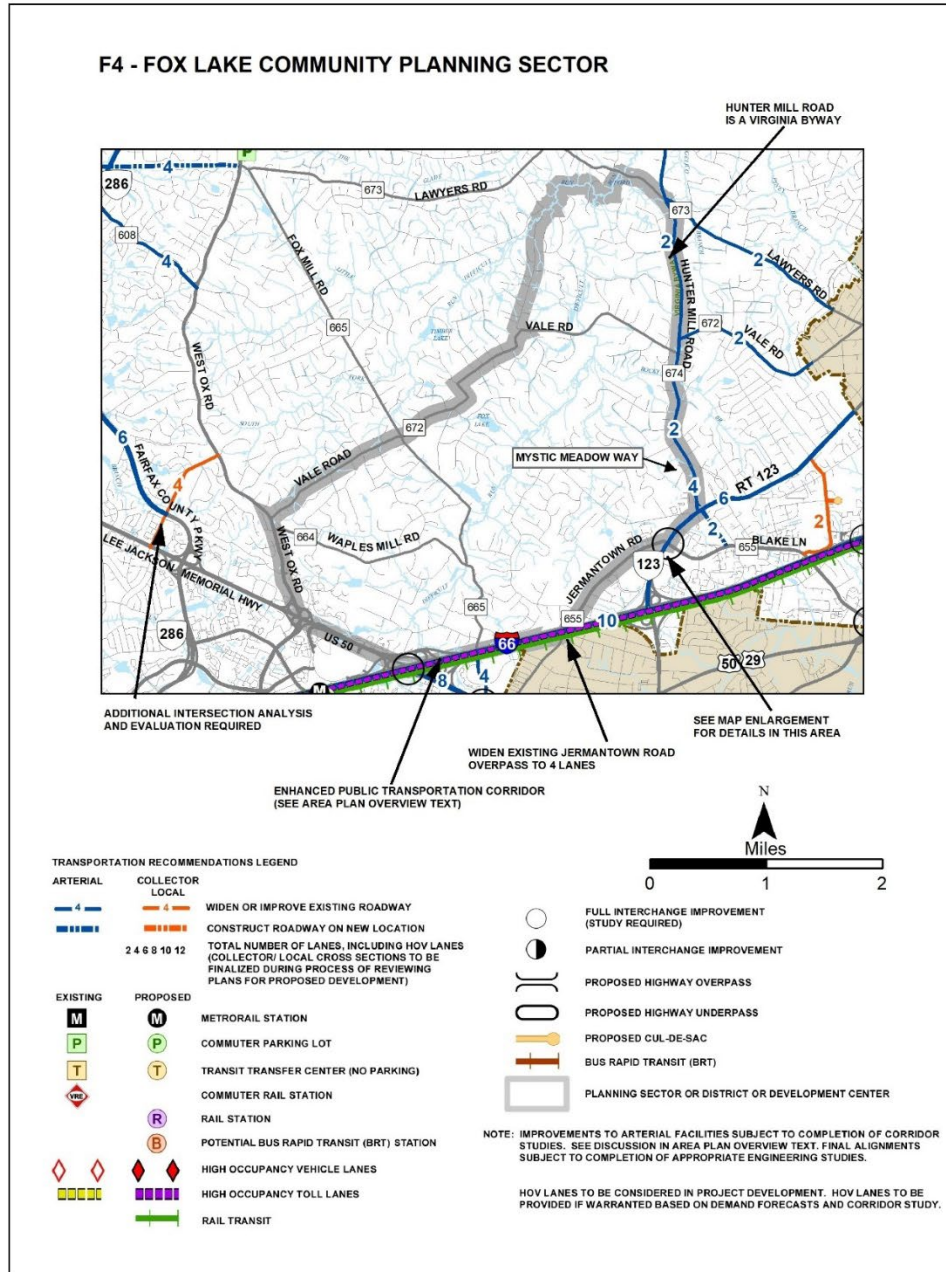 F4 - FOX LAKE COMMUNITY PLANNING SECTOR
HUNTER MILL ROAD
IS A VIRGINIA BYWAY
P
4
286
673
LAWYERS RD
673
608
4
FOX MILL RD
2
HUNTER MILL ROAD
2
LAWYERS RD
665
VALE RD
672
2
VALE RD
WEST OX RD
674
672
FOX
LAKE
2
6
FAIRFAX COUNTY PKWY
4
VALE ROAD
MYSTIC MEADOW WAY
4
6
RT 123
2
2
LEE JACKSON MEMORIAL HWY
WEST OX RD
664
WAPLES MILL RD
JERMANTOWN RD
655
BLAKE LN
123
286
665
655
10
US 50
66
50
29
M
8
4
ADDITIONAL INTERSECTION ANALYSIS
AND EVALUATION REQUIRED
SEE MAP ENLARGEMENT
FOR DETAILS IN THIS AREA
WIDEN EXISTING JERMANTOWN ROAD
OVERPASS TO 4 LANES
ENHANCED PUBLIC TRANSPORTATION CORRIDOR
(SEE AREA PLAN OVERVIEW TEXT)
N
Miles
0 1 2
TRANSPORTATION RECOMMENDATIONS LEGEND
ARTERIAL COLLECTOR
LOCAL
4 4 WIDEN OR IMPROVE EXISTING ROADWAY
CONSTRUCT ROADWAY ON NEW LOCATION
2 4 6 8 10 12 TOTAL NUMBER OF LANES, INCLUDING HOV LANES
(COLLECTOR/ LOCAL CROSS SECTIONS TO BE
FINALIZED DURING PROCESS OF REVIEWING
PLANS FOR PROPOSED DEVELOPMENT)
EXISTING PROPOSED
M M METRORAIL STATION
P P COMMUTER PARKING LOT
T T TRANSIT TRANSFER CENTER (NO PARKING)
VRE COMMUTER RAIL STATION
R RAIL STATION
B POTENTIAL BUS RAPID TRANSIT (BRT) STATION
HIGH OCCUPANCY VEHICLE LANES
HIGH OCCUPANCY TOLL LANES
RAIL TRANSIT
FULL INTERCHANGE IMPROVEMENT
(STUDY REQUIRED)
PARTIAL INTERCHANGE IMPROVEMENT
PROPOSED HIGHWAY OVERPASS
PROPOSED HIGHWAY UNDERPASS
PROPOSED CUL-DE-SAC
BUS RAPID TRANSIT (BRT)
PLANNING SECTOR OR DISTRICT OR DEVELOPMENT CENTER
NOTE: IMPROVEMENTS TO ARTERIAL FACILITIES SUBJECT TO COMPLETION OF CORRIDOR
STUDIES. SEE DISCUSSION IN AREA PLAN OVERVIEW TEXT. FINAL ALIGNMENTS
SUBJECT TO COMPLETION OF APPROPRIATE ENGINEERING STUDIES.
HOV LANES TO BE CONSIDERED IN PROJECT DEVELOPMENT. HOV LANES TO BE
PROVIDED IF WARRANTED BASED ON DEMAND FORECASTS AND CORRIDOR STUDY.